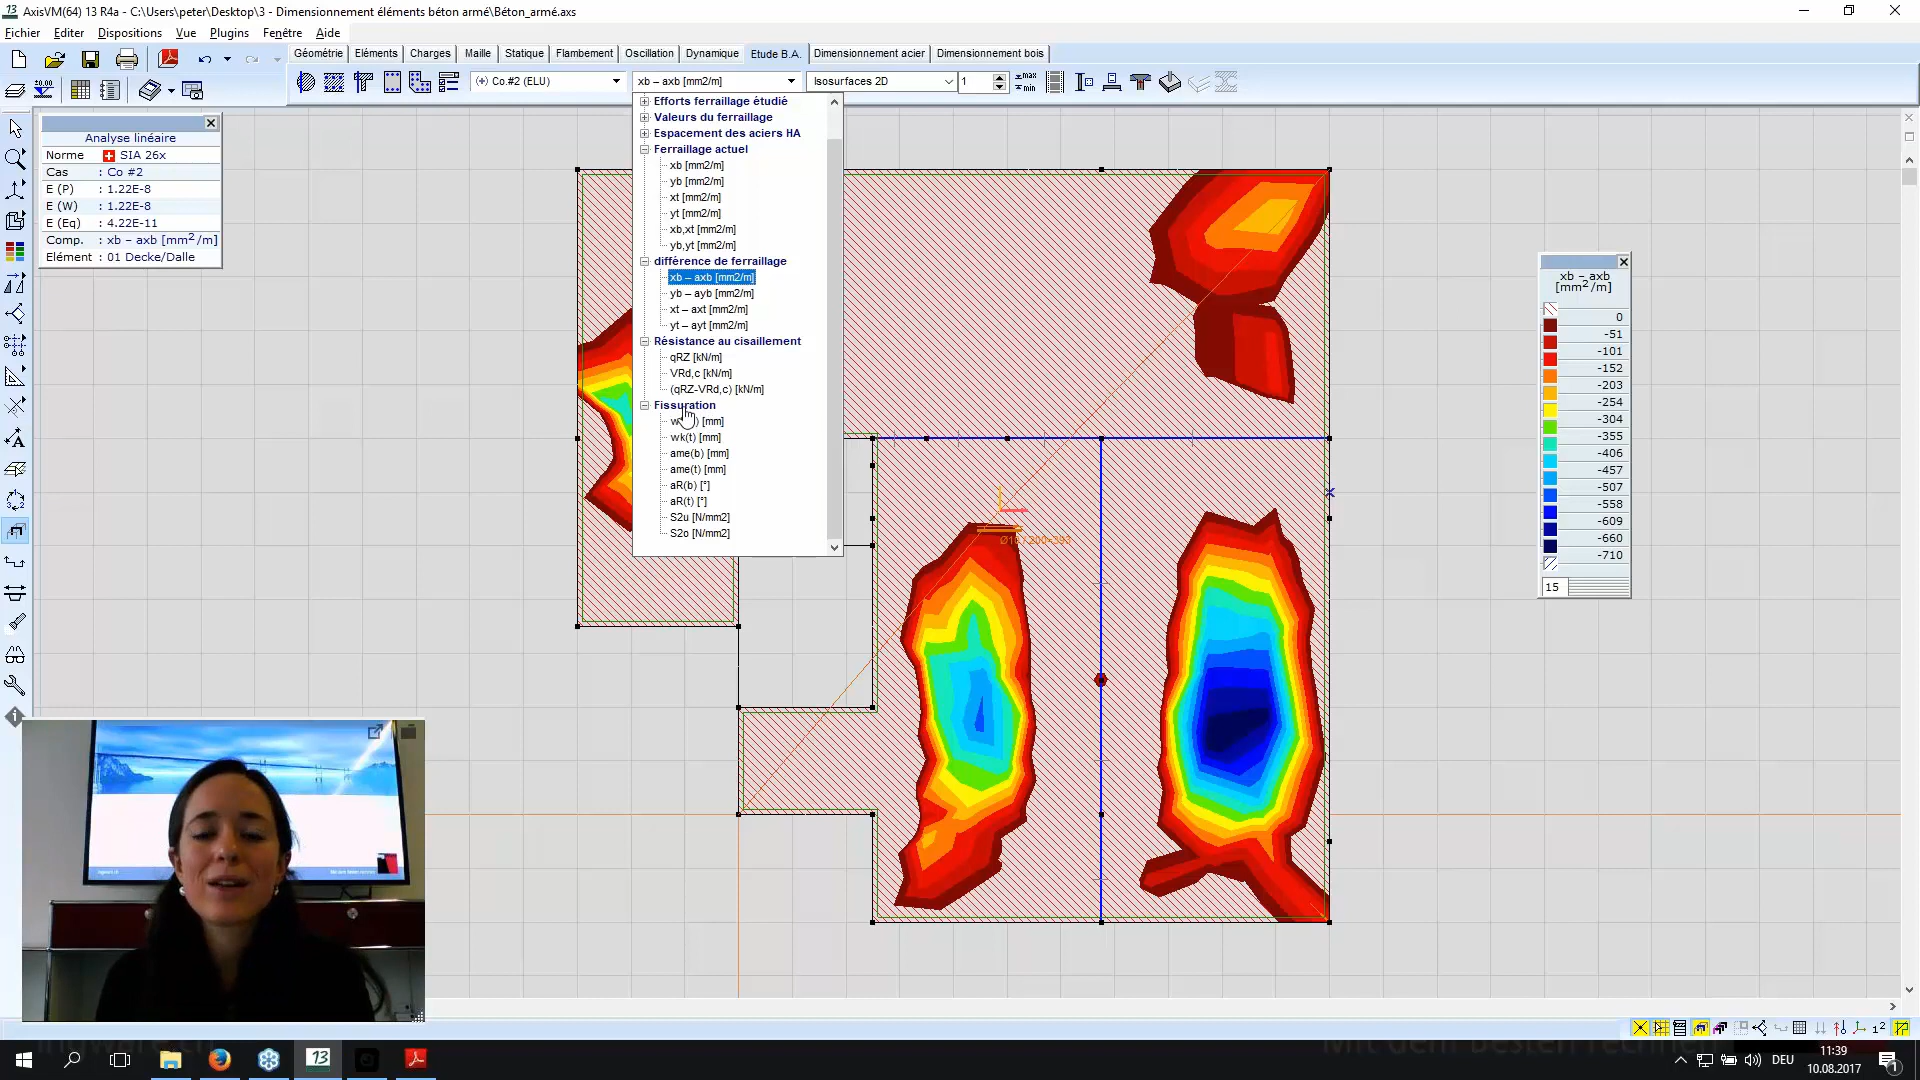 AxisVM(64) 13 R4a - C:\Users\peter\Desktop\3 - Dimensionnement éléments béton armé\Béton_armé.axs
Fichier Editer Dispositions Vue Plugins Fenêtre Aide
Géométrie Eléments Charges Maille Statique Flambement Oscillation Dynamique Etude B.A. Dimensionnement acier Dimensionnement bois
(+) Co.#2 (ELU) xb – axb [mm2/m] Isosurfaces 2D 1
Analyse linéaire
Norme SIA 26x
Cas : Co #2
E (P) : 1.22E-8
E (W) : 1.22E-8
E (Eq) : 4.22E-11
Comp. : xb – axb [mm2/m]
Elément : 01 Decke/Dalle
Efforts ferraillage étudié
Valeurs du ferraillage
Espacement des aciers HA
Ferraillage actuel
xb [mm2/m]
yb [mm2/m]
xt [mm2/m]
yt [mm2/m]
xb,xt [mm2/m]
yb,yt [mm2/m]
différence de ferraillage
xb – axb [mm2/m]
yb – ayb [mm2/m]
xt – axt [mm2/m]
yt – ayt [mm2/m]
Résistance au cisaillement
qRZ [kN/m]
VRd,c [kN/m]
(qRZ-VRd,c) [kN/m]
Fissuration
[mm]
wk(t) [mm]
ame(b) [mm]
ame(t) [mm]
aR(b) [°]
aR(t) [°]
S2u [N/mm2]
S2o [N/mm2]
xb – axb
[mm2/m]
0
-51
-101
-152
-203
-254
-304
-355
-406
-457
-507
-558
-609
-660
-710
15
DEU
11:39
10.08.2017